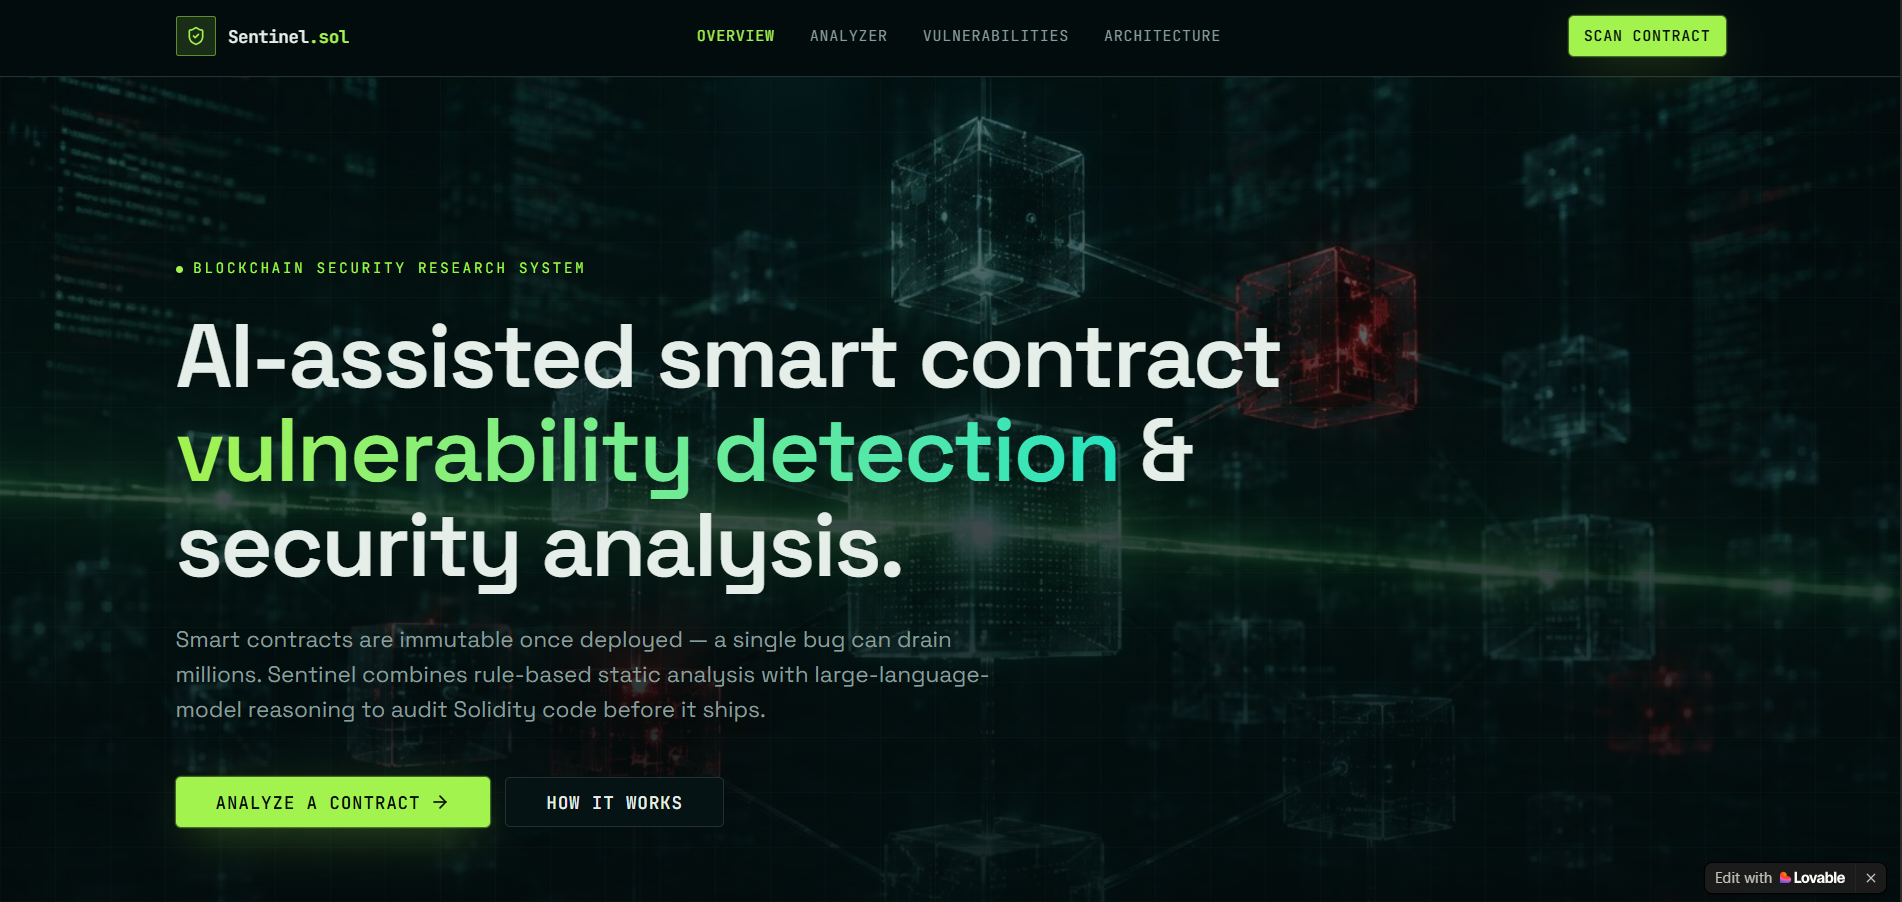 Sentinel.sol
OVERVIEW
ANALYZER
VULNERABILITIES
ARCHITECTURE
SCAN CONTRACT
BLOCKCHAIN SECURITY RESEARCH SYSTEM
AI-assisted smart contract
vulnerability detection &
security analysis.
Smart contracts are immutable once deployed — a single bug can drain
millions. Sentinel combines rule-based static analysis with large-language-
model reasoning to audit Solidity code before it ships.
ANALYZE A CONTRACT →
HOW IT WORKS
Edit with Lovable